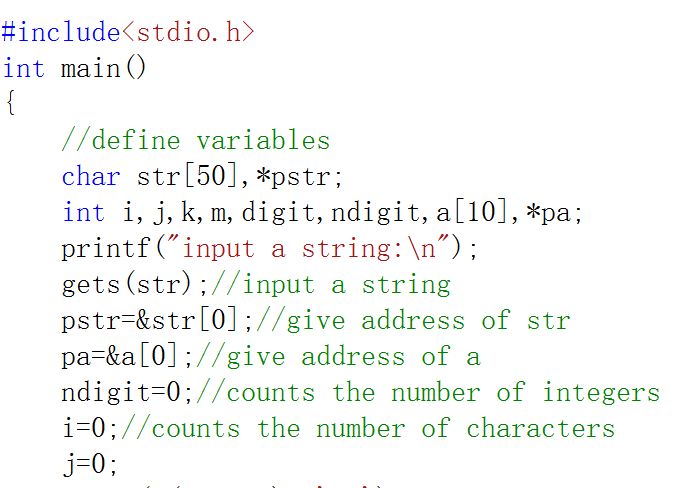 #include<stdio.h>
int main()
{
//define variables
char str[50],*pstr;
int i,j,k,m,digit,ndigit,a[10],*pa;
printf("input a string:\n");
gets(str);//input a string
pstr=&str[0];//give address of str
pa=&a[0];//give address of a
ndigit=0;//counts the number of integers
i=0;//counts the number of characters
j=0;